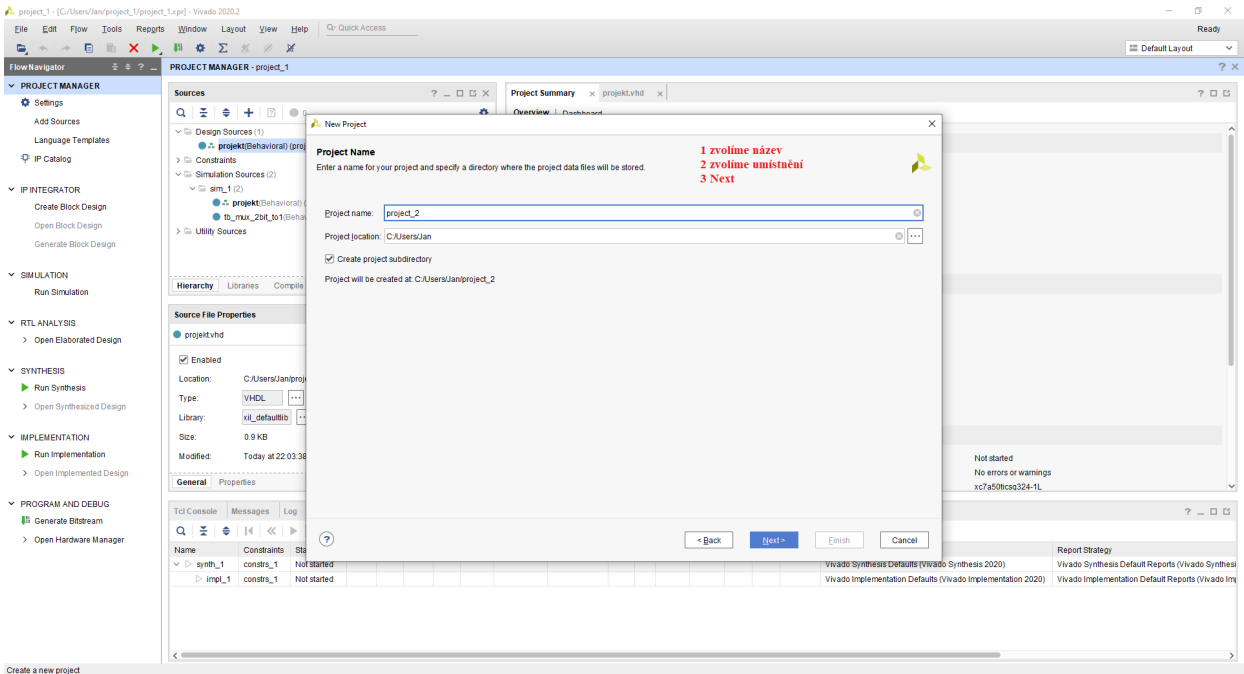 project_1 - [C:/Users/Jan/project_1/project_1.xpr] - Vivado 2020.2
File Edit Flow Tools Reports Window Layout View Help Quick Access Ready
Default Layout
Flow Navigator ? PROJECT MANAGER - project_1 ?
PROJECT MANAGER
Settings
Add Sources
Language Templates
IP Catalog
IP INTEGRATOR
Create Block Design
Open Block Design
Generate Block Design
SIMULATION
Run Simulation
RTL ANALYSIS
Open Elaborated Design
SYNTHESIS
Run Synthesis
Open Synthesized Design
IMPLEMENTATION
Run Implementation
Open Implemented Design
PROGRAM AND DEBUG
Generate Bitstream
Open Hardware Manager
Sources ?
Design Sources (1)
projekt(Behavioral) (proj
Constraints
Simulation Sources (2)
sim_1 (2)
projekt(Behavioral) (
tb_mux_2bit_to1(Beha
Utility Sources
Hierarchy Libraries Compile
Source File Properties
projekt.vhd
Enabled
Location: C:/Users/Jan/proje
Type: VHDL
Library: xil_defaultlib
Size: 0.9 KB
Modified: Today at 22:03:38
General Properties
Project Summary projekt.vhd ?
Overview Dashboard
New Project
Project Name
Enter a name for your project and specify a directory where the project data files will be stored.
1 zvolíme název
2 zvolíme umístnění
3 Next
Project name: project_2
Project location: C:/Users/Jan
Create project subdirectory
Project will be created at: C:/Users/Jan/project_2
? < Back Next > Finish Cancel
Not started
No errors or warnings
xc7a50ticsg324-1L
Tcl Console Messages Log ?
Name Constraints Sta Report Strategy
synth_1 constrs_1 Not started Vivado Synthesis Defaults (Vivado Synthesis 2020) Vivado Synthesis Default Reports (Vivado Synthesi
impl_1 constrs_1 Not started Vivado Implementation Defaults (Vivado Implementation 2020) Vivado Implementation Default Reports (Vivado Imp
Create a new project